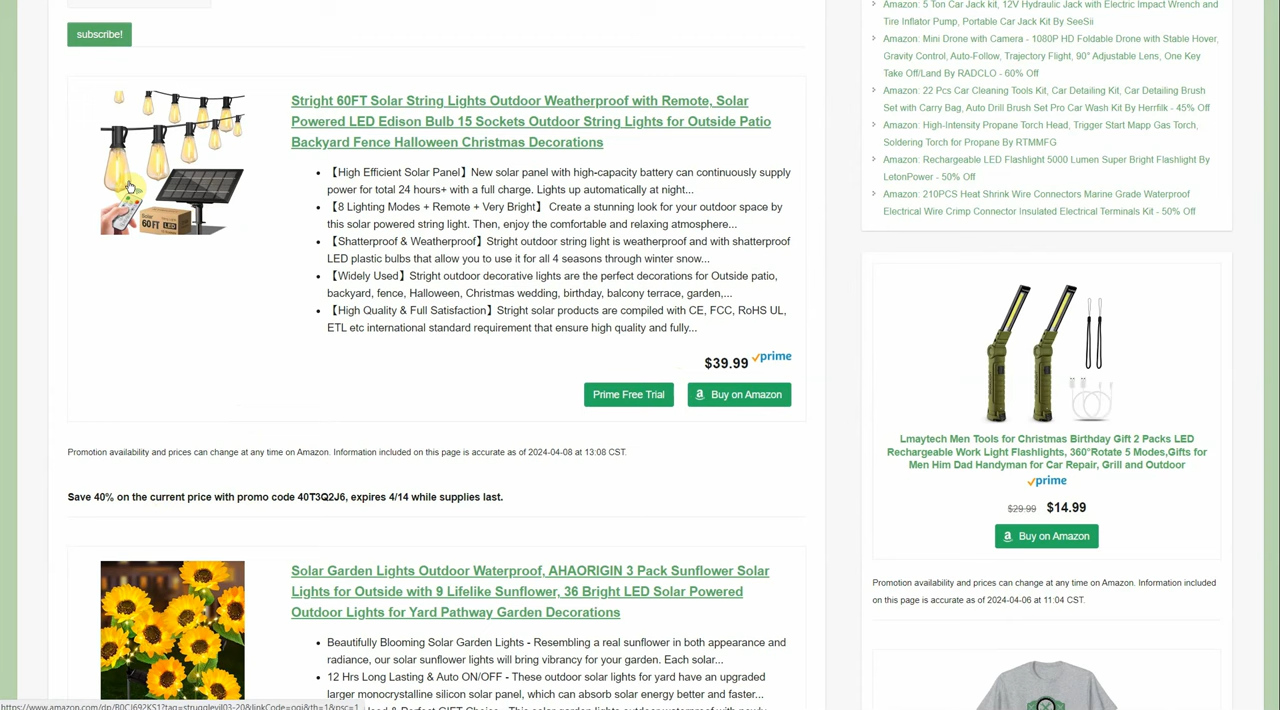 subscribe!
Solar
60FT
LED
Stright 60FT Solar String Lights Outdoor Weatherproof with Remote, Solar
Powered LED Edison Bulb 15 Sockets Outdoor String Lights for Outside Patio
Backyard Fence Halloween Christmas Decorations
• 【High Efficient Solar Panel】New solar panel with high-capacity battery can continuously supply
power for total 24 hours+ with a full charge. Lights up automatically at night...
• 【8 Lighting Modes + Remote + Very Bright】 Create a stunning look for your outdoor space by
this solar powered string light. Then, enjoy the comfortable and relaxing atmosphere...
• 【Shatterproof & Weatherproof】Stright outdoor string light is weatherproof and with shatterproof
LED plastic bulbs that allow you to use it for all 4 seasons through winter snow...
• 【Widely Used】Stright outdoor decorative lights are the perfect decorations for Outside patio,
backyard, fence, Halloween, Christmas wedding, birthday, balcony terrace, garden,...
• 【High Quality & Full Satisfaction】Stright solar products are compiled with CE, FCC, RoHS UL,
ETL etc international standard requirement that ensure high quality and fully...
$39.99 prime
Prime Free Trial
Buy on Amazon
Promotion availability and prices can change at any time on Amazon. Information included on this page is accurate as of 2024-04-08 at 13:08 CST.
Save 40% on the current price with promo code 40T3Q2J6, expires 4/14 while supplies last.
Solar Garden Lights Outdoor Waterproof, AHAORIGIN 3 Pack Sunflower Solar
Lights for Outside with 9 Lifelike Sunflower, 36 Bright LED Solar Powered
Outdoor Lights for Yard Pathway Garden Decorations
• Beautifully Blooming Solar Garden Lights - Resembling a real sunflower in both appearance and
radiance, our solar sunflower lights will bring vibrancy for your garden. Each solar...
• 12 Hrs Long Lasting & Auto ON/OFF - These outdoor solar lights for yard have an upgraded
larger monocrystalline silicon solar panel, which can absorb solar energy better and faster...
Amazon: 5 Ton Car Jack kit, 12V Hydraulic Jack with Electric Impact Wrench and
Tire Inflator Pump, Portable Car Jack Kit By SeeSii
Amazon: Mini Drone with Camera - 1080P HD Foldable Drone with Stable Hover,
Gravity Control, Auto-Follow, Trajectory Flight, 90° Adjustable Lens, One Key
Take Off/Land By RADCLO - 60% Off
Amazon: 22 Pcs Car Cleaning Tools Kit, Car Detailing Kit, Car Detailing Brush
Set with Carry Bag, Auto Drill Brush Set Pro Car Wash Kit By Herrfilk - 45% Off
Amazon: High-Intensity Propane Torch Head, Trigger Start Mapp Gas Torch,
Soldering Torch for Propane By RTMMFG
Amazon: Rechargeable LED Flashlight 5000 Lumen Super Bright Flashlight By
LetonPower - 50% Off
Amazon: 210PCS Heat Shrink Wire Connectors Marine Grade Waterproof
Electrical Wire Crimp Connector Insulated Electrical Terminals Kit - 50% Off
Lmaytech Men Tools for Christmas Birthday Gift 2 Packs LED
Rechargeable Work Light Flashlights, 360°Rotate 5 Modes,Gifts for
Men Him Dad Handyman for Car Repair, Grill and Outdoor
prime
$29.99 $14.99
Buy on Amazon
Promotion availability and prices can change at any time on Amazon. Information included
on this page is accurate as of 2024-04-06 at 11:04 CST.